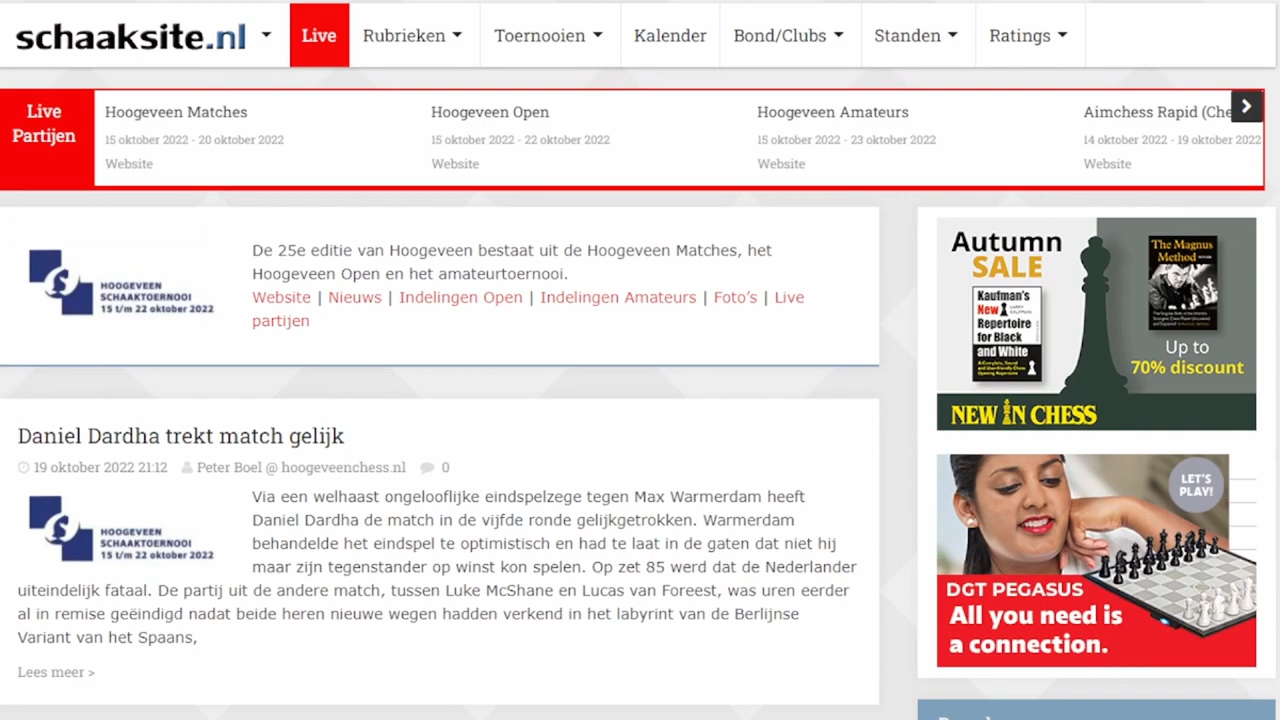 schaaksite.nl
Live
Rubrieken
Toernooien
Kalender
Bond/Clubs
Standen
Ratings
Live
Partijen
Hoogeveen Matches
15 oktober 2022 - 20 oktober 2022
Website
Hoogeveen Open
15 oktober 2022 - 22 oktober 2022
Website
Hoogeveen Amateurs
15 oktober 2022 - 23 oktober 2022
Website
Aimchess Rapid (Che
14 oktober 2022 - 19 oktober 2022
Website
HOOGEVEEN
SCHAAKTOERNOOI
15 t/m 22 oktober 2022
De 25e editie van Hoogeveen bestaat uit de Hoogeveen Matches, het
Hoogeveen Open en het amateurtoernooi.
Website | Nieuws | Indelingen Open | Indelingen Amateurs | Foto's | Live
partijen
Daniel Dardha trekt match gelijk
19 oktober 2022 21:12 Peter Boel @ hoogeveenchess.nl 0
HOOGEVEEN
SCHAAKTOERNOOI
15 t/m 22 oktober 2022
Via een welhaast ongelooflijke eindspelzege tegen Max Warmerdam heeft
Daniel Dardha de match in de vijfde ronde gelijkgetrokken. Warmerdam
behandelde het eindspel te optimistisch en had te laat in de gaten dat niet hij
maar zijn tegenstander op winst kon spelen. Op zet 85 werd dat de Nederlander
uiteindelijk fataal. De partij uit de andere match, tussen Luke McShane en Lucas van Foreest, was uren eerder
al in remise geëindigd nadat beide heren nieuwe wegen hadden verkend in het labyrint van de Berlijnse
Variant van het Spaans,
Lees meer >
Autumn
SALE
Kaufman's
New
Repertoire
for Black
and White
The Magnus
Method
Up to
70% discount
NEW IN CHESS
LET'S
PLAY!
DGT PEGASUS
All you need is
a connection.